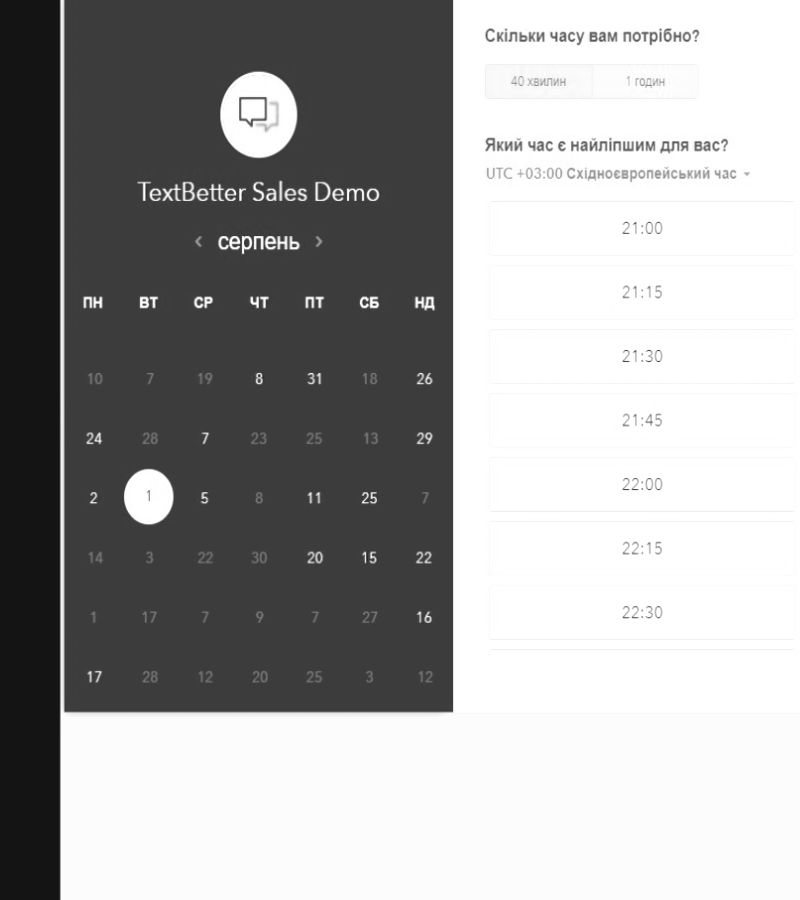 TextBetter Sales Demo
‹ серпень ›
ПН ВТ СР ЧТ ПТ СБ НД
10 7 19 8 31 18 26
24 28 7 23 25 13 29
2 1 5 8 11 25 7
14 3 22 30 20 15 22
1 17 7 9 7 27 16
17 28 12 20 25 3 12
Скільки часу вам потрібно?
40 хвилин 1 годин
Який час є найліпшим для вас?
UTC +03:00 Східноєвропейський час
21:00
21:15
21:30
21:45
22:00
22:15
22:30